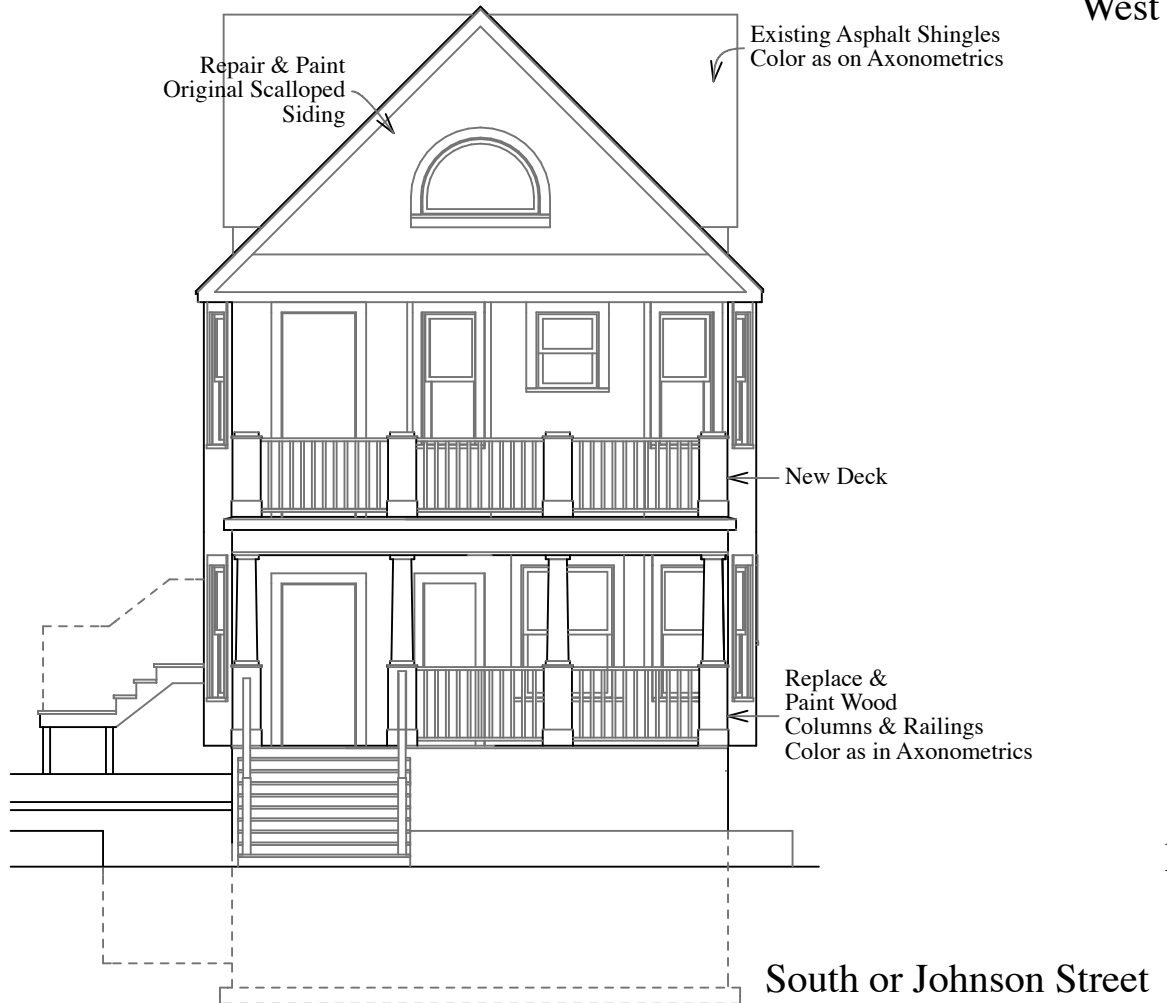 West
Existing Asphalt Shingles
Color as on Axonometrics
Repair & Paint
Original Scalloped
Siding
New Deck
Replace &
Paint Wood
Columns & Railings
Color as in Axonometrics
South or Johnson Street